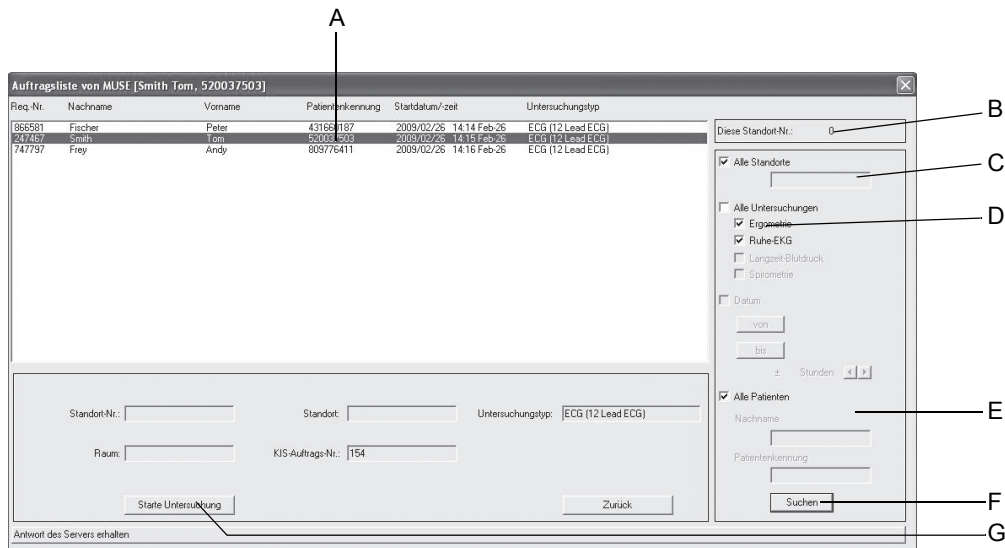 A
Auftragsliste von MUSE [Smith Tom, 520037503]
Req.-Nr. Nachname Vorname Patientenkennung Startdatum/-zeit Untersuchungstyp
866581 Fischer Peter 431660187 2009/02/26 14:14 Feb-26 ECG (12 Lead ECG)
247467 Smith Tom 520037503 2009/02/26 14:15 Feb-26 ECG (12 Lead ECG)
747797 Frey Andy 809776411 2009/02/26 14:16 Feb-26 ECG (12 Lead ECG)
Diese Standort-Nr.: 0
B
Alle Standorte
C
Alle Untersuchungen
Ergometrie
D
Ruhe-EKG
Langzeit-Blutdruck
Spirometrie
Datum
von
bis
± Stunden
Alle Patienten
E
Nachname
Patientenkennung
Suchen
F
Standort-Nr.: Standort: Untersuchungstyp: ECG (12 Lead ECG)
Raum: KIS-Auftrags-Nr.: 154
Starte Untersuchung Zurück
G
Antwort des Servers erhalten